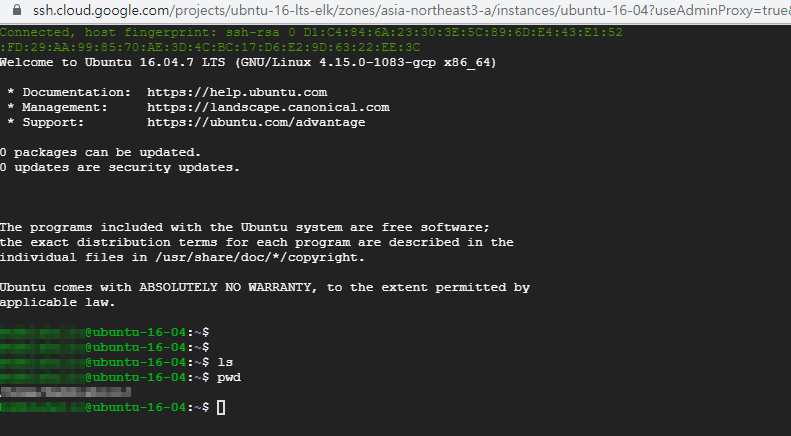 ssh.cloud.google.com/projects/ubntu-16-lts-elk/zones/asia-northeast3-a/instances/ubuntu-16-04?useAdminProxy=true&
Connected, host fingerprint: ssh-rsa 0 D1:C4:84:6A:23:30:3E:5C:89:6D:E4:43:E1:52
:FD:29:AA:99:85:70:AE:3D:4C:BC:17:D6:E2:9D:63:22:EE:3C
Welcome to Ubuntu 16.04.7 LTS (GNU/Linux 4.15.0-1083-gcp x86_64)
* Documentation:  https://help.ubuntu.com
* Management:     https://landscape.canonical.com
* Support:        https://ubuntu.com/advantage
0 packages can be updated.
0 updates are security updates.
The programs included with the Ubuntu system are free software;
the exact distribution terms for each program are described in the
individual files in /usr/share/doc/*/copyright.
Ubuntu comes with ABSOLUTELY NO WARRANTY, to the extent permitted by
applicable law.
@ubuntu-16-04:~$
@ubuntu-16-04:~$
@ubuntu-16-04:~$ ls
@ubuntu-16-04:~$ pwd
@ubuntu-16-04:~$